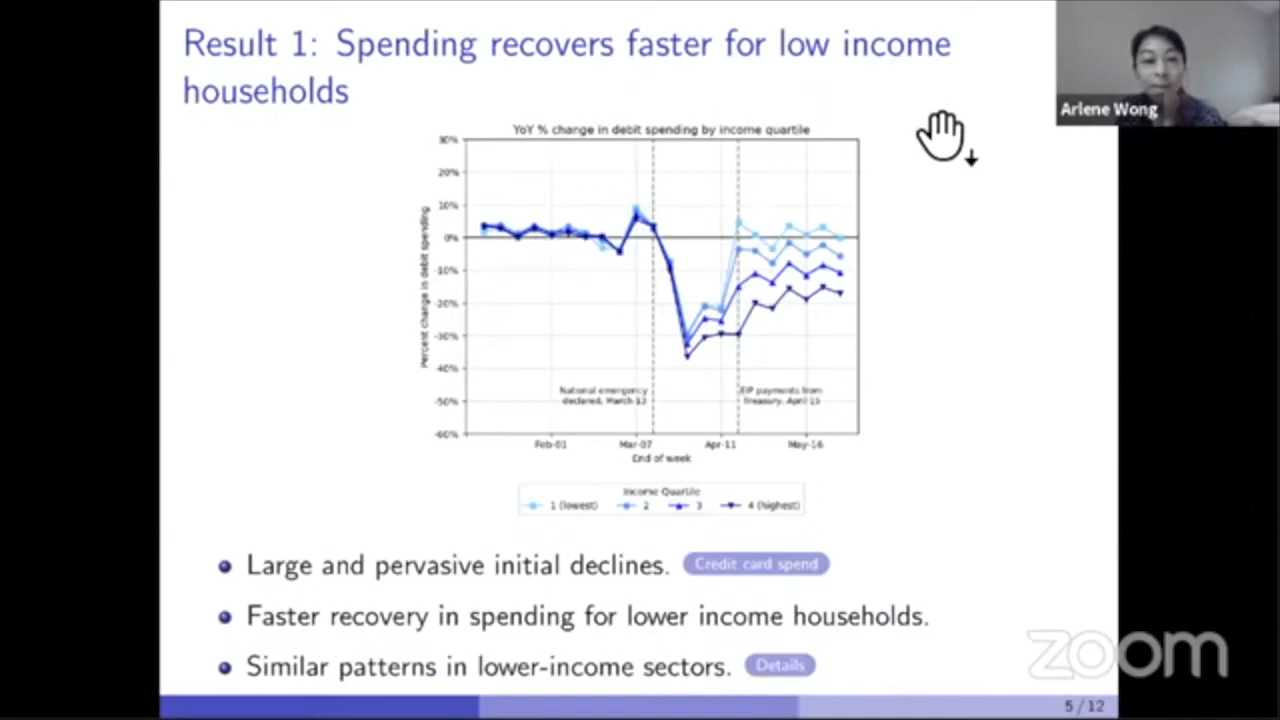 Result 1: Spending recovers faster for low income
households
Arlene Wong
YoY % change in debit spending by income quartile
30%
20%
10%
0%
-10%
-20%
-30%
-40%
-50%
-60%
Percent change in debit spending
National emergency
declared, March 13
EIP payments from
Treasury, April 15
Feb-01
Mar-07
Apr-11
May-16
End of week
Income Quartile
1 (lowest)
2
3
4 (highest)
Large and pervasive initial declines.
Credit card spend
Faster recovery in spending for lower income households.
Similar patterns in lower-income sectors.
Details
zoom
5 / 12